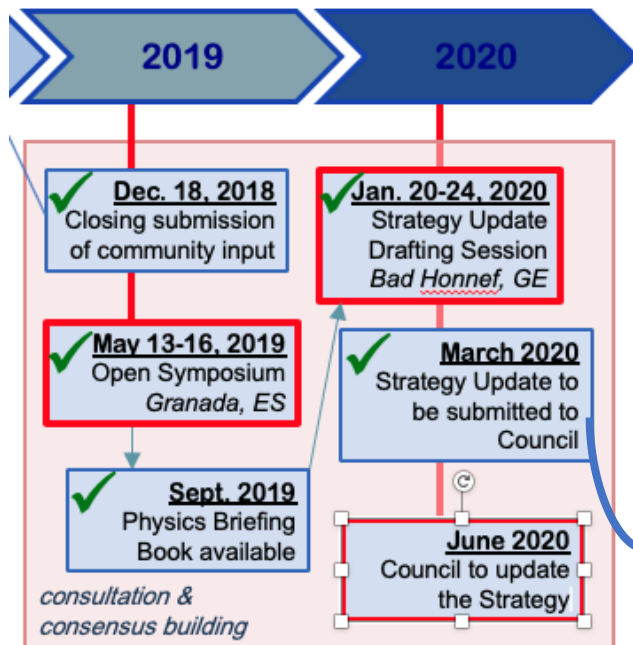 2019
2020
Dec. 18, 2018
Closing submission
of community input
May 13-16, 2019
Open Symposium
Granada, ES
Sept. 2019
Physics Briefing
Book available
consultation &
consensus building
Jan. 20-24, 2020
Strategy Update
Drafting Session
Bad Honnef, GE
March 2020
Strategy Update to
be submitted to
Council
June 2020
Council to update
the Strategy